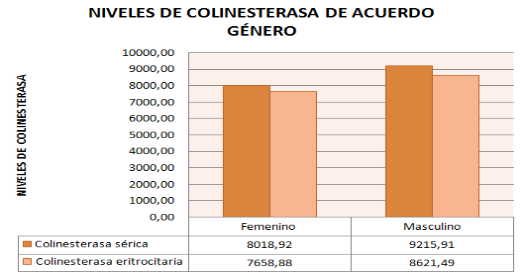 NIVELES DE COLINESTERASA DE ACUERDO
GÉNERO
NIVELES DE COLINESTERASA
10000,00
9000,00
8000,00
7000,00
6000,00
5000,00
4000,00
3000,00
2000,00
1000,00
0,00
Femenino Masculino
Colinesterasa sérica 8018,92 9215,91
Colinesterasa eritrocitaria 7658,88 8621,49